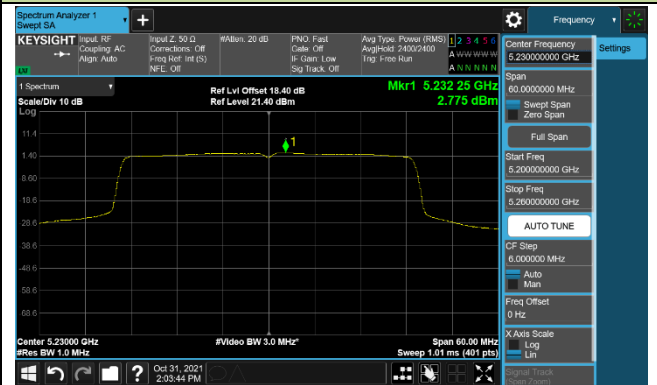 Spectrum Analyzer 1
Swept SA
Frequency
KEYSIGHT
Input: RF
Coupling: AC
Align: Auto
Input Z: 50 Ω
Corrections: Off
Freq Ref: Int (S)
NFE: Off
#Atten: 20 dB
PNO: Fast
Gate: Off
IF Gain: Low
Sig Track: Off
Avg Type: Power (RMS)
Avg|Hold: 2400/2400
Trig: Free Run
1 2 3 4 5 6
A W W W W W
A N N N N N
LXI
1 Spectrum
Scale/Div 10 dB
Log
Ref Lvl Offset 18.40 dB
Ref Level 21.40 dBm
Mkr1 5.232 25 GHz
2.775 dBm
11.4
1.40
-8.60
-18.6
-28.6
-38.6
-48.6
-58.6
-68.6
1
Center 5.23000 GHz
#Res BW 1.0 MHz
#Video BW 3.0 MHz*
Span 60.00 MHz
Sweep 1.01 ms (401 pts)
Oct 31, 2021
2:03:44 PM
Center Frequency
5.230000000 GHz
Settings
Span
60.0000000 MHz
Swept Span
Zero Span
Full Span
Start Freq
5.200000000 GHz
Stop Freq
5.260000000 GHz
AUTO TUNE
CF Step
6.000000 MHz
Auto
Man
Freq Offset
0 Hz
X Axis Scale
Log
Lin
Signal Track
(Span Zoom)